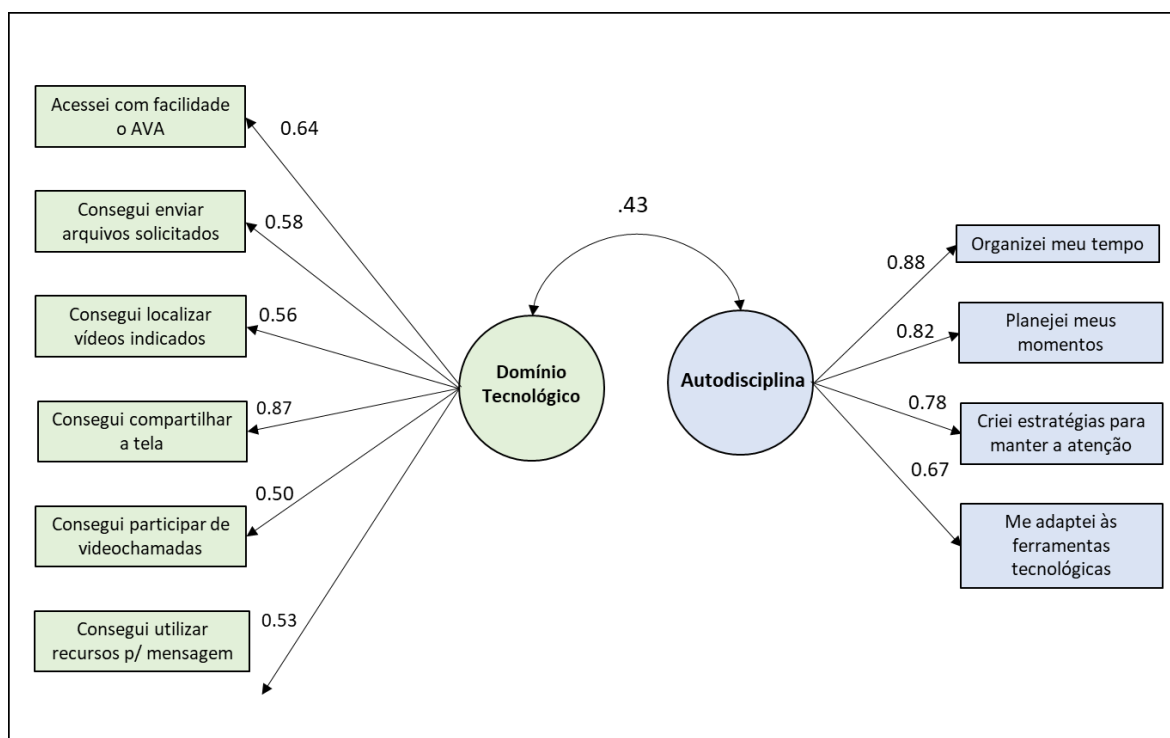 Acessei com facilidade
o AVA
0.64
Consegui enviar
arquivos solicitados
0.58
Consegui localizar
vídeos indicados
0.56
Consegui compartilhar
a tela
0.87
Consegui participar de
videochamadas
0.50
Consegui utilizar
recursos p/ mensagem
0.53
Domínio
Tecnológico
.43
Autodisciplina
0.88
Organizei meu tempo
0.82
Planejei meus
momentos
0.78
Criei estratégias para
manter a atenção
0.67
Me adaptei às
ferramentas
tecnológicas